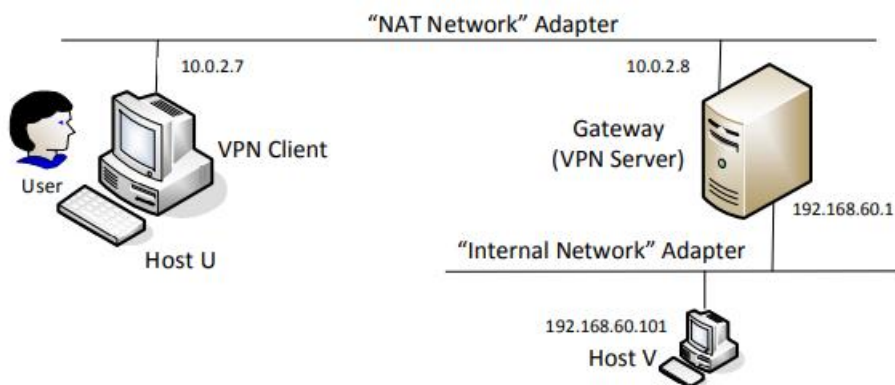 “NAT Network” Adapter
10.0.2.7
10.0.2.8
VPN Client
Gateway
(VPN Server)
User
192.168.60.1
Host U
“Internal Network” Adapter
192.168.60.101
Host V